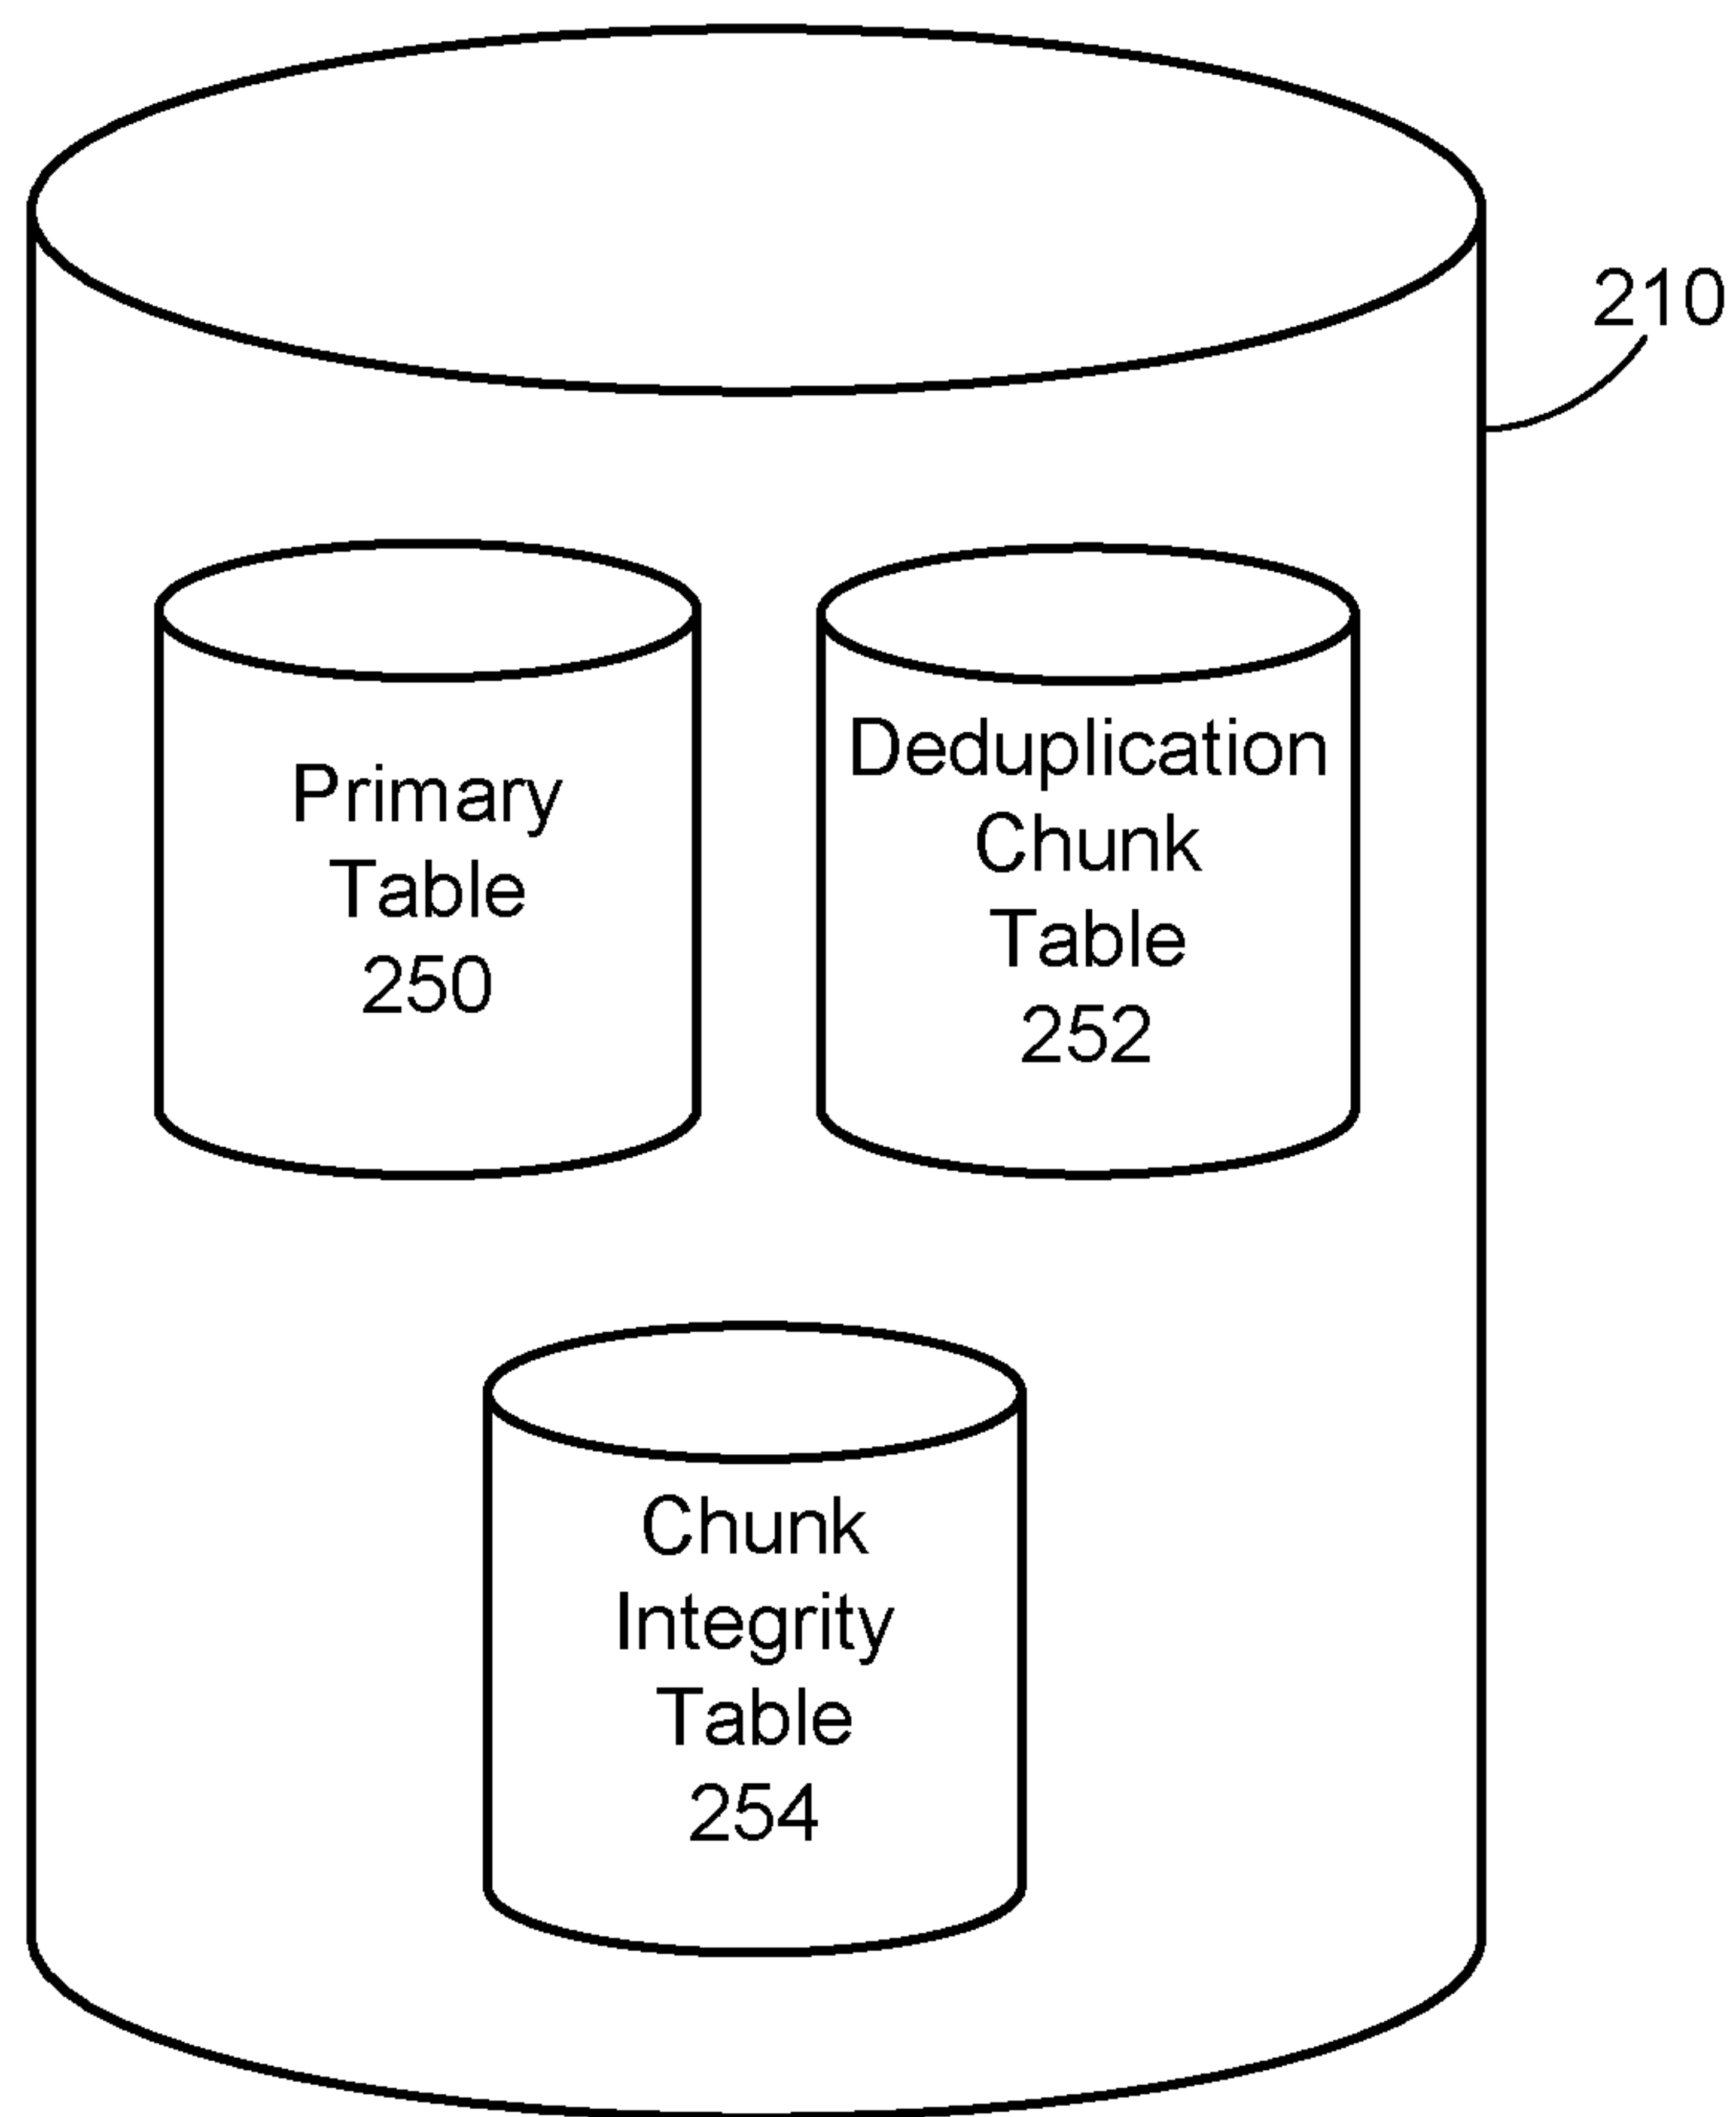 210
Primary
Table
250
Deduplication
Chunk
Table
252
Chunk
Integrity
Table
254